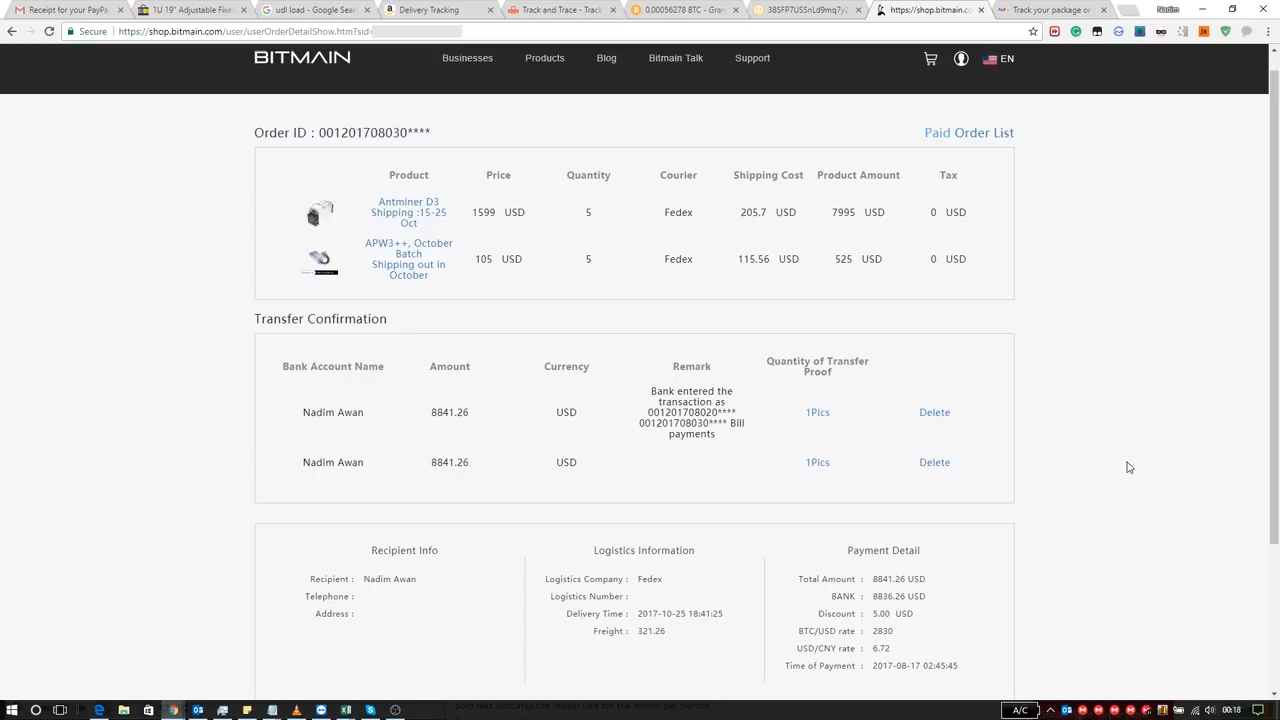 Receipt for your PayPa
1U 19" Adjustable Fixed
udl load - Google Sear
Delivery Tracking
Track and Trace - Track
0.00056278 BTC - Gran
38SFP7U5SnLd9mq7
https://shop.bitmain.co
Track your package or
Nadim
Secure https://shop.bitmain.com/user/userOrderDetailShow.htm?sid=
BITMAIN Businesses Products Blog Bitmain Talk Support EN
Order ID : 001201708030****
Paid Order List
Product Price Quantity Courier Shipping Cost Product Amount Tax
Antminer D3
Shipping :15-25
Oct
1599 USD 5 Fedex 205.7 USD 7995 USD 0 USD
APW3++, October
Batch
Shipping out in
October
105 USD 5 Fedex 115.56 USD 525 USD 0 USD
Transfer Confirmation
Bank Account Name Amount Currency Remark Quantity of Transfer
Proof
Nadim Awan 8841.26 USD
Bank entered the
transaction as
001201708020****
001201708030**** Bill
payments
1Pics Delete
Nadim Awan 8841.26 USD 1Pics Delete
Recipient Info
Recipient : Nadim Awan
Telephone :
Address :
Logistics Information
Logistics Company : Fedex
Logistics Number :
Delivery Time : 2017-10-25 18:41:25
Freight : 321.26
Payment Detail
Total Amount : 8841.26 USD
BANK : 8836.26 USD
Discount : 5.00 USD
BTC/USD rate : 2830
USD/CNY rate : 6.72
Time of Payment : 2017-08-17 02:45:45
A/C
00:18